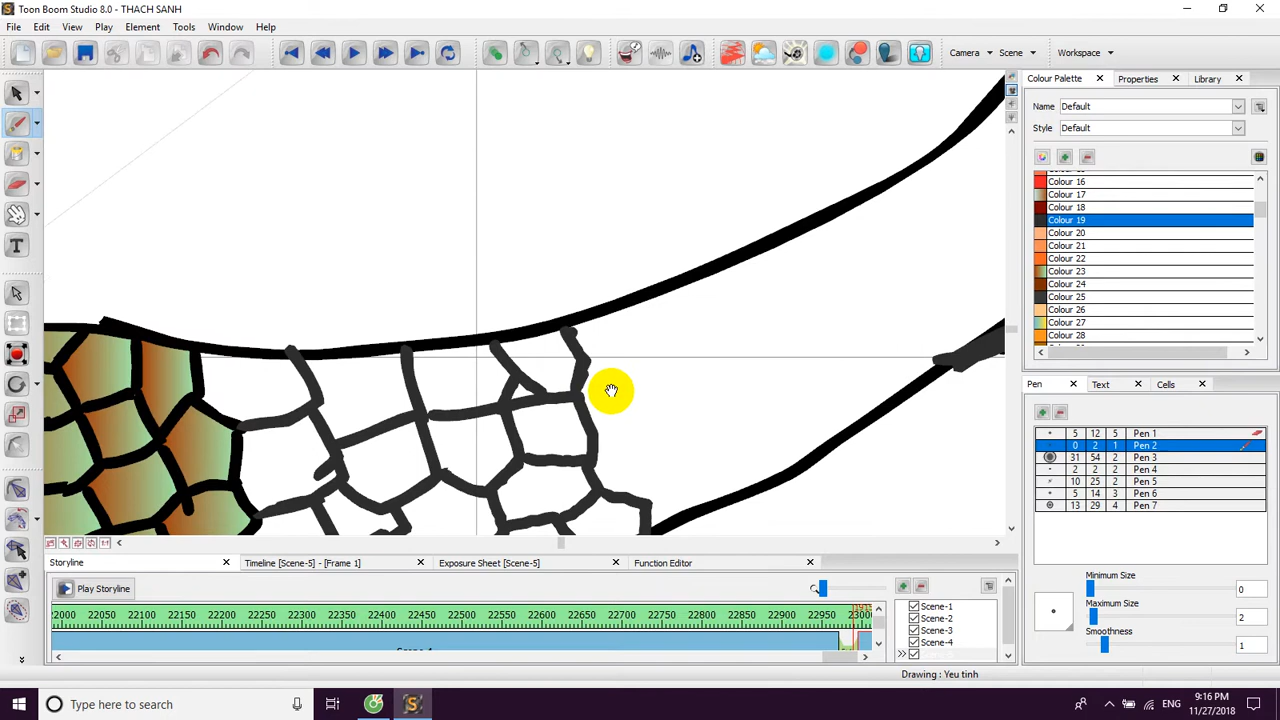 Toon Boom Studio 8.0 - THACH SANH
File Edit View Play Element Tools Window Help
Camera Scene Workspace
Colour Palette Properties Library
Name Default
Style Default
Colour 16
Colour 17
Colour 18
Colour 19
Colour 20
Colour 21
Colour 22
Colour 23
Colour 24
Colour 25
Colour 26
Colour 27
Colour 28
Pen Text Cells
5 12 5 Pen 1
0 2 1 Pen 2
31 54 2 Pen 3
2 2 2 Pen 4
10 25 2 Pen 5
5 14 3 Pen 6
13 29 4 Pen 7
Minimum Size
0
Maximum Size
2
Smoothness
1
Storyline Timeline [Scene-5] - [Frame 1] Exposure Sheet [Scene-5] Function Editor
Play Storyline
22050 22100 22150 22200 22250 22300 22350 22400 22450 22500 22550 22600 22650 22700 22750 22800 22850 22900 22950
Scene-1
Scene-2
Scene-3
Scene-4
Drawing : Yeu tinh
Type here to search
ENG
9:16 PM
11/27/2018